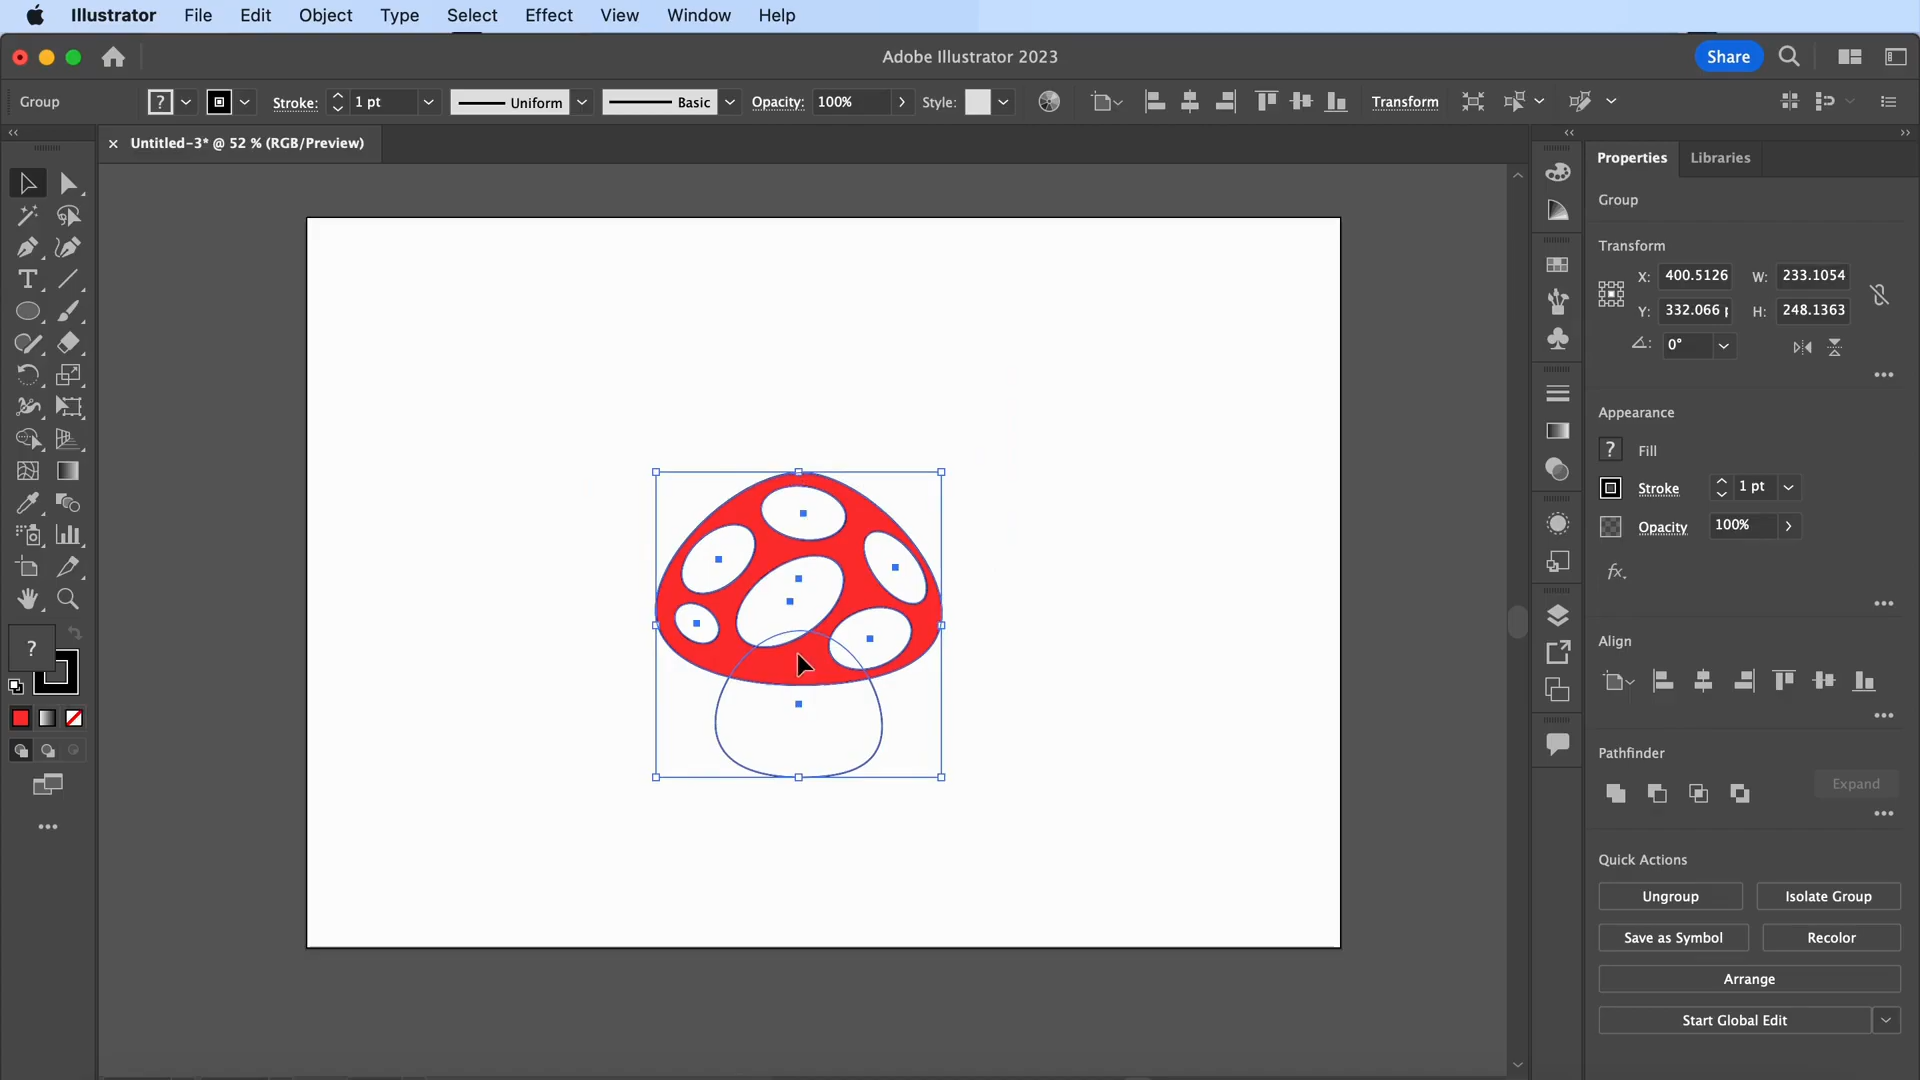 Illustrator File Edit Object Type Select Effect View Window Help
Adobe Illustrator 2023
Share
Group ? Stroke: 1 pt Uniform Basic Opacity: 100% Style: Transform
× Untitled-3* @ 52 % (RGB/Preview)
Properties Libraries
Group
Transform
X: 400.5126 W: 233.1054
Y: 332.066 H: 248.1363
0°
Appearance
? Fill
Stroke 1 pt
Opacity 100%
fx.
Align
Pathfinder
Expand
Quick Actions
Ungroup Isolate Group
Save as Symbol Recolor
Arrange
Start Global Edit
T
?